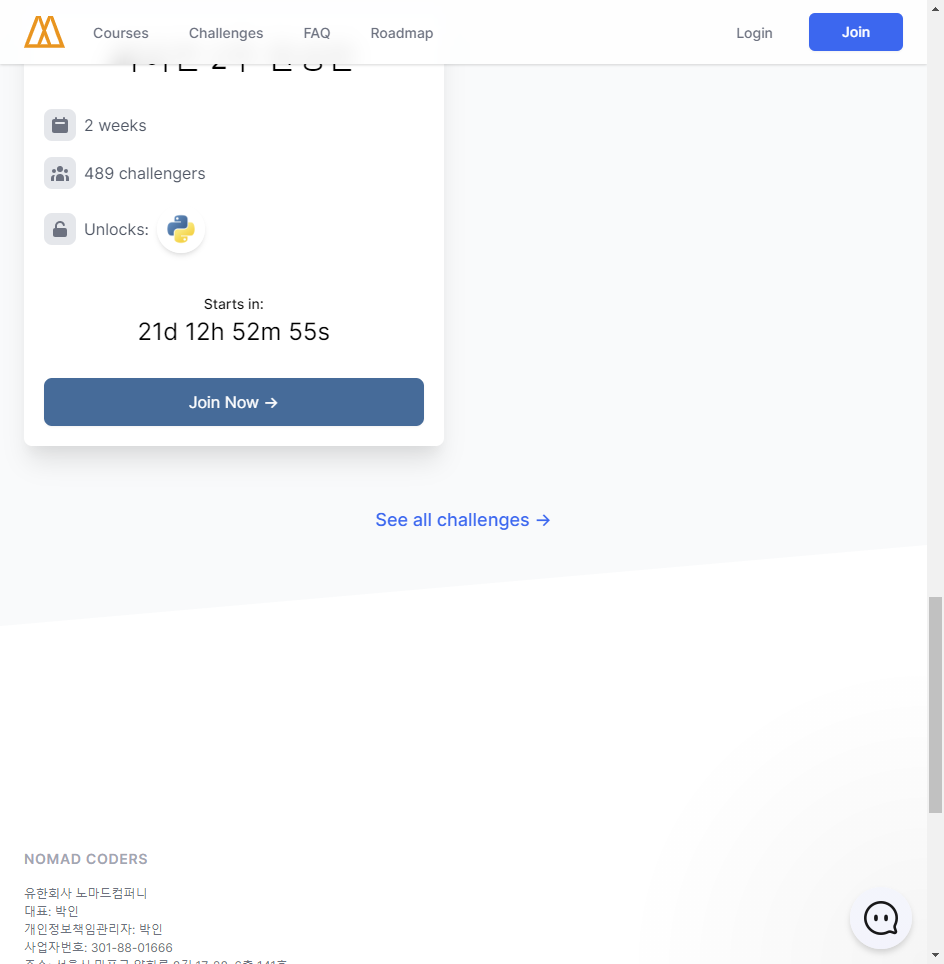 Courses Challenges FAQ Roadmap Login Join
2 weeks
489 challengers
Unlocks:
Starts in:
21d 12h 52m 55s
Join Now →
See all challenges →
NOMAD CODERS
유한회사 노마드컴퍼니
대표: 박인
개인정보책임관리자: 박인
사업자번호: 301-88-01666